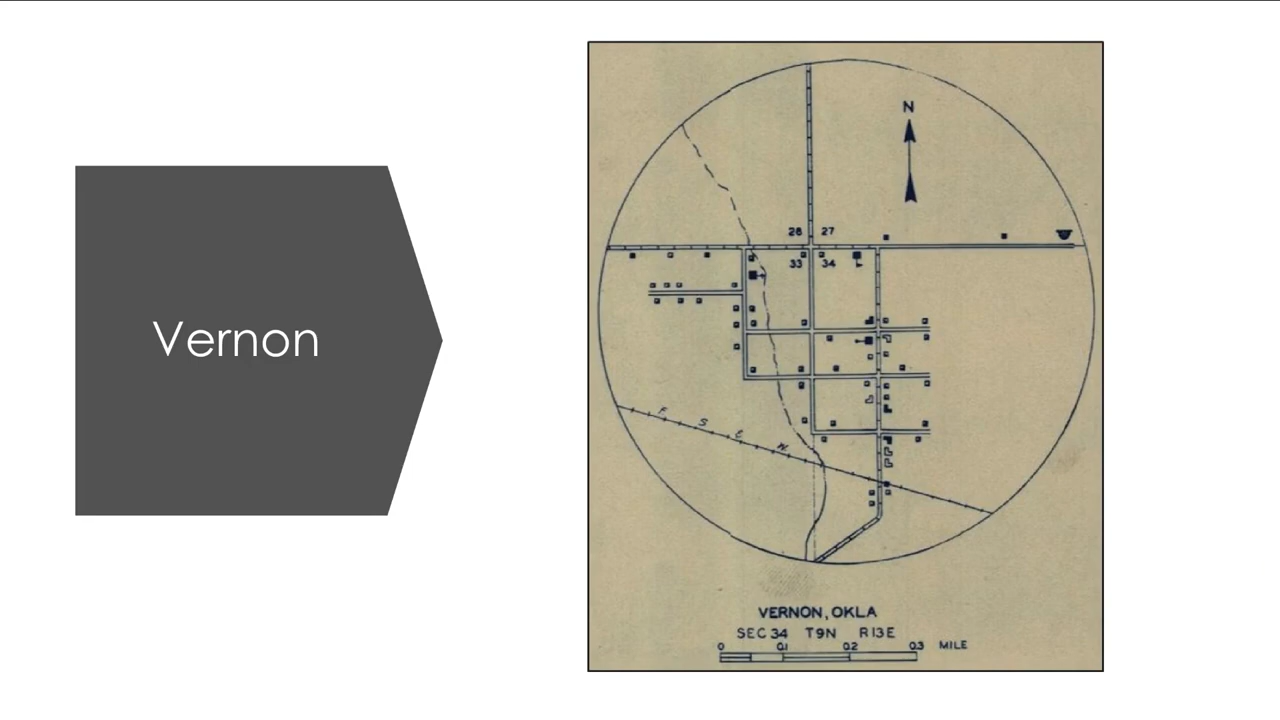 Vernon
N
28 27
33 34
F. S. & W.
VERNON, OKLA
SEC 34 T9N R13E
0 0.1 0.2 0.3 MILE